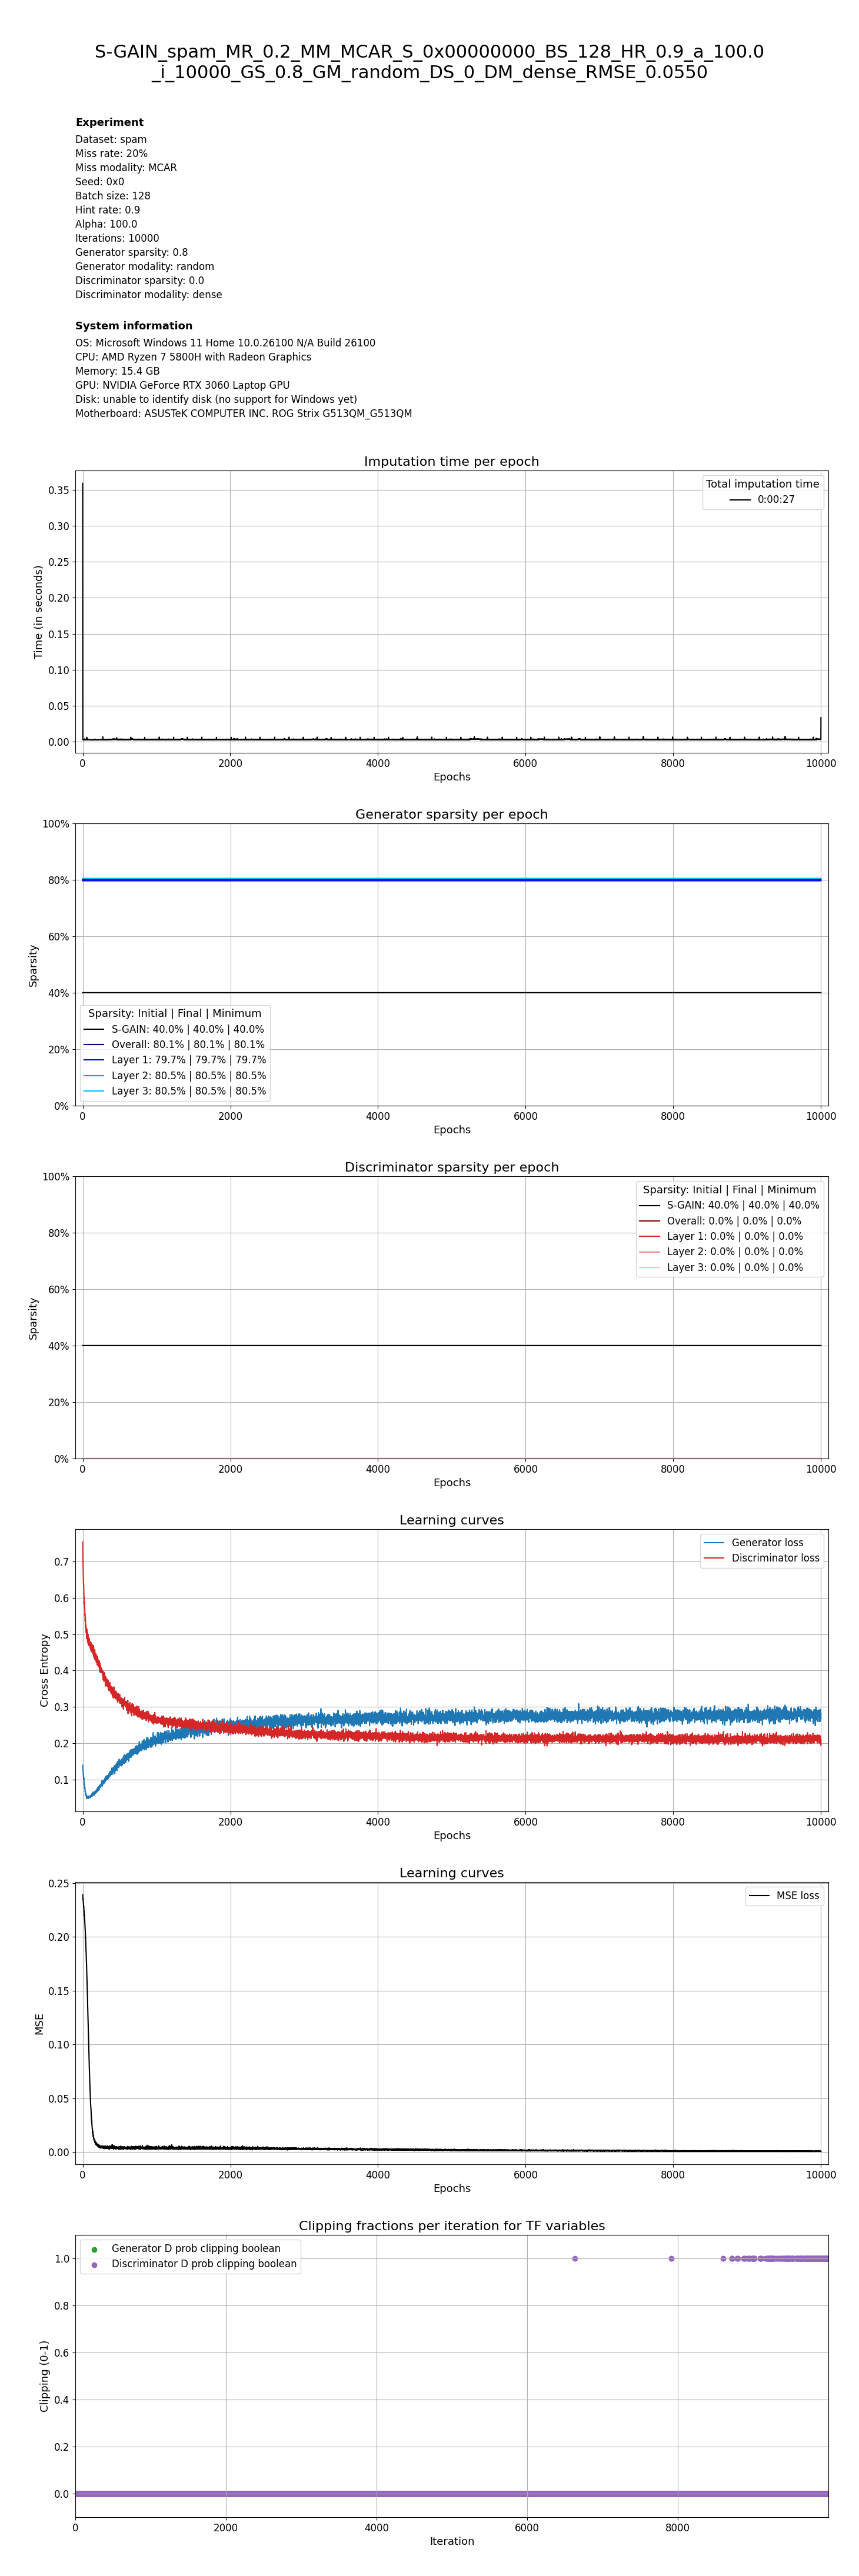 S-GAIN_spam_MR_0.2_MM_MCAR_S_0x00000000_BS_128_HR_0.9_a_100.0
_i_10000_GS_0.8_GM_random_DS_0_DM_dense_RMSE_0.0550
Experiment
Dataset: spam
Miss rate: 20%
Miss modality: MCAR
Seed: 0x0
Batch size: 128
Hint rate: 0.9
Alpha: 100.0
Iterations: 10000
Generator sparsity: 0.8
Generator modality: random
Discriminator sparsity: 0.0
Discriminator modality: dense
System information
OS: Microsoft Windows 11 Home 10.0.26100 N/A Build 26100
CPU: AMD Ryzen 7 5800H with Radeon Graphics
Memory: 15.4 GB
GPU: NVIDIA GeForce RTX 3060 Laptop GPU
Disk: unable to identify disk (no support for Windows yet)
Motherboard: ASUSTeK COMPUTER INC. ROG Strix G513QM_G513QM
Imputation time per epoch
Total imputation time
0:00:27
0.35
0.30
0.25
0.20
0.15
0.10
0.05
0.00
Time (in seconds)
0 2000 4000 6000 8000 10000
Epochs
Generator sparsity per epoch
100%
80%
60%
40%
20%
0%
Sparsity
Sparsity: Initial | Final | Minimum
S-GAIN: 40.0% | 40.0% | 40.0%
Overall: 80.1% | 80.1% | 80.1%
Layer 1: 79.7% | 79.7% | 79.7%
Layer 2: 80.5% | 80.5% | 80.5%
Layer 3: 80.5% | 80.5% | 80.5%
0 2000 4000 6000 8000 10000
Epochs
Discriminator sparsity per epoch
100%
80%
60%
40%
20%
0%
Sparsity
Sparsity: Initial | Final | Minimum
S-GAIN: 40.0% | 40.0% | 40.0%
Overall: 0.0% | 0.0% | 0.0%
Layer 1: 0.0% | 0.0% | 0.0%
Layer 2: 0.0% | 0.0% | 0.0%
Layer 3: 0.0% | 0.0% | 0.0%
0 2000 4000 6000 8000 10000
Epochs
Learning curves
Generator loss
Discriminator loss
0.7
0.6
0.5
0.4
0.3
0.2
0.1
Cross Entropy
0 2000 4000 6000 8000 10000
Epochs
Learning curves
MSE loss
0.25
0.20
0.15
0.10
0.05
0.00
MSE
0 2000 4000 6000 8000 10000
Epochs
Clipping fractions per iteration for TF variables
Generator D prob clipping boolean
Discriminator D prob clipping boolean
1.0
0.8
0.6
0.4
0.2
0.0
Clipping (0-1)
0 2000 4000 6000 8000
Iteration